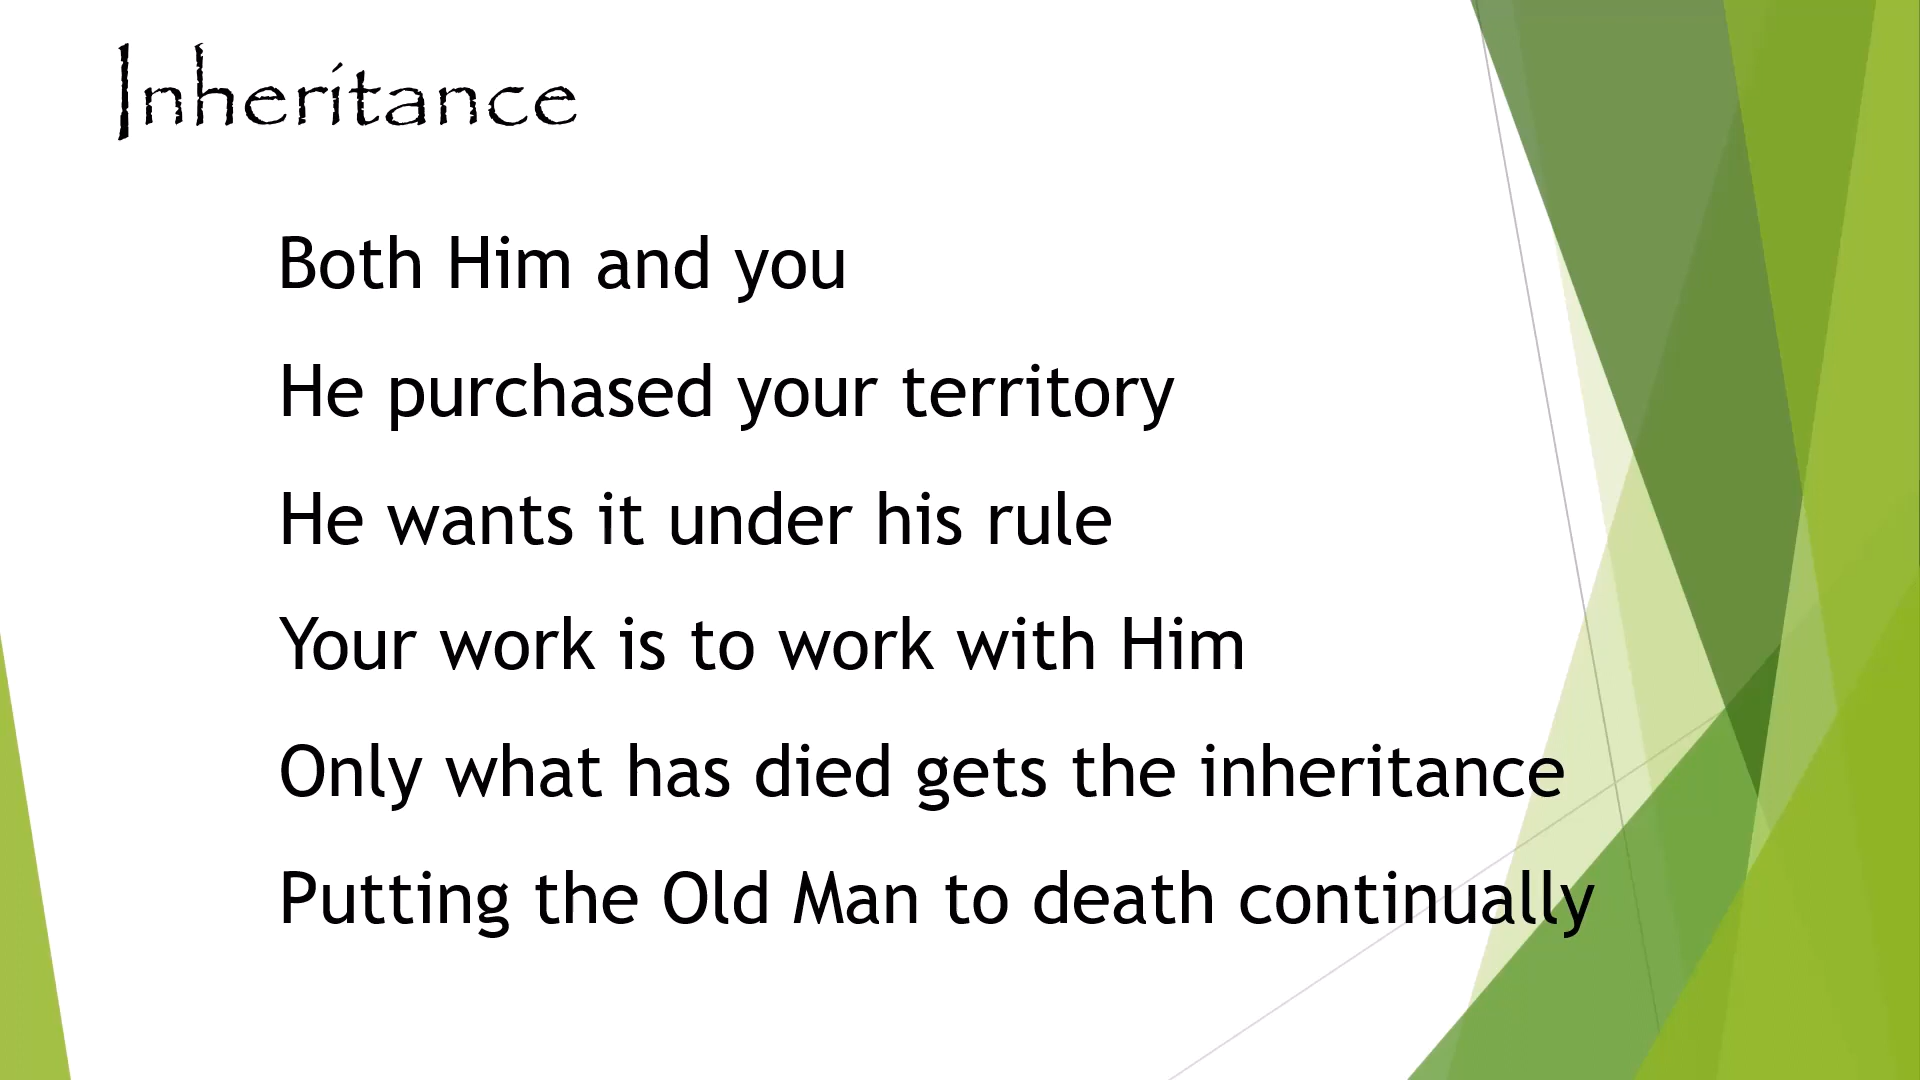 Inheritance
Both Him and you
He purchased your territory
He wants it under his rule
Your work is to work with Him
Only what has died gets the inheritance
Putting the Old Man to death continually